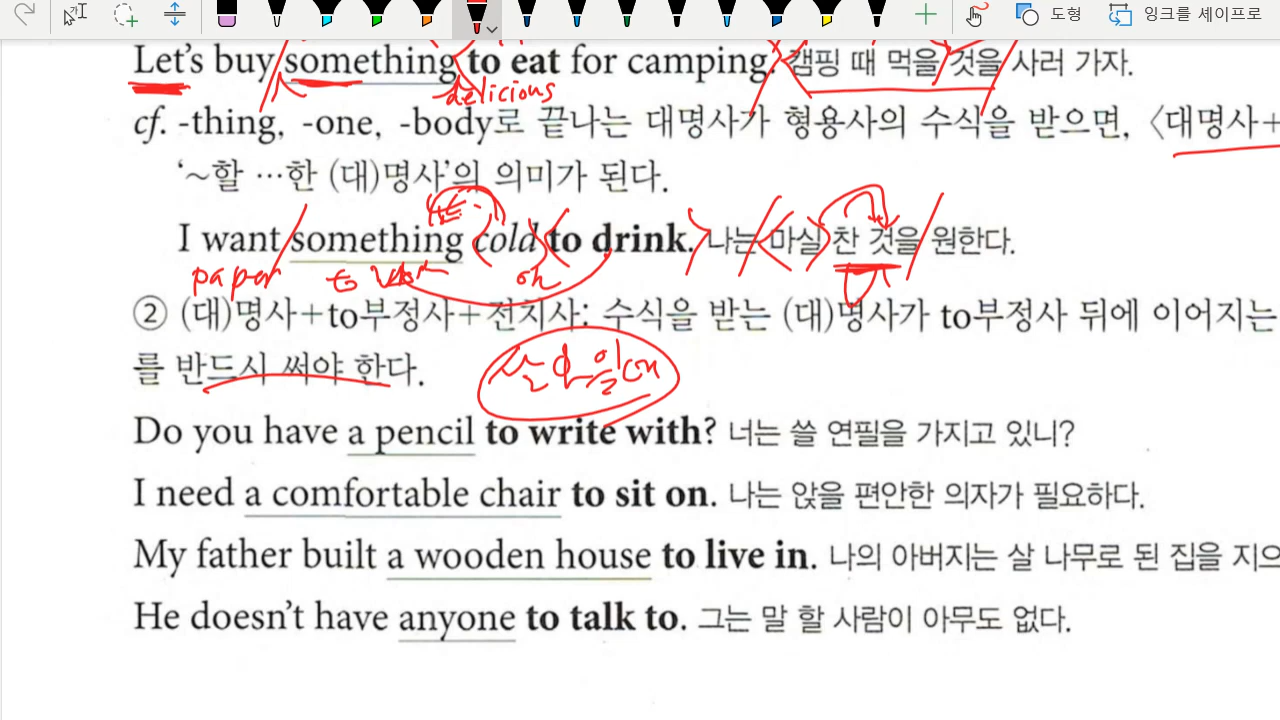 도형 잉크를 셰이프로
Let's buy something to eat for camping. 캠핑 때 먹을 것을 사러 가자.
delicious
cf. -thing, -one, -body로 끝나는 대명사가 형용사의 수식을 받으면, 〈대명사+
‘~할 …한 (대)명사’의 의미가 된다.
I want something cold to drink. 나는 마실 찬 것을 원한다.
paper to on
② (대)명사+to부정사+전치사: 수식을 받는 (대)명사가 to부정사 뒤에 이어지는
를 반드시 써야 한다.
Do you have a pencil to write with? 너는 쓸 연필을 가지고 있니?
I need a comfortable chair to sit on. 나는 앉을 편안한 의자가 필요하다.
My father built a wooden house to live in. 나의 아버지는 살 나무로 된 집을 지으
He doesn't have anyone to talk to. 그는 말 할 사람이 아무도 없다.